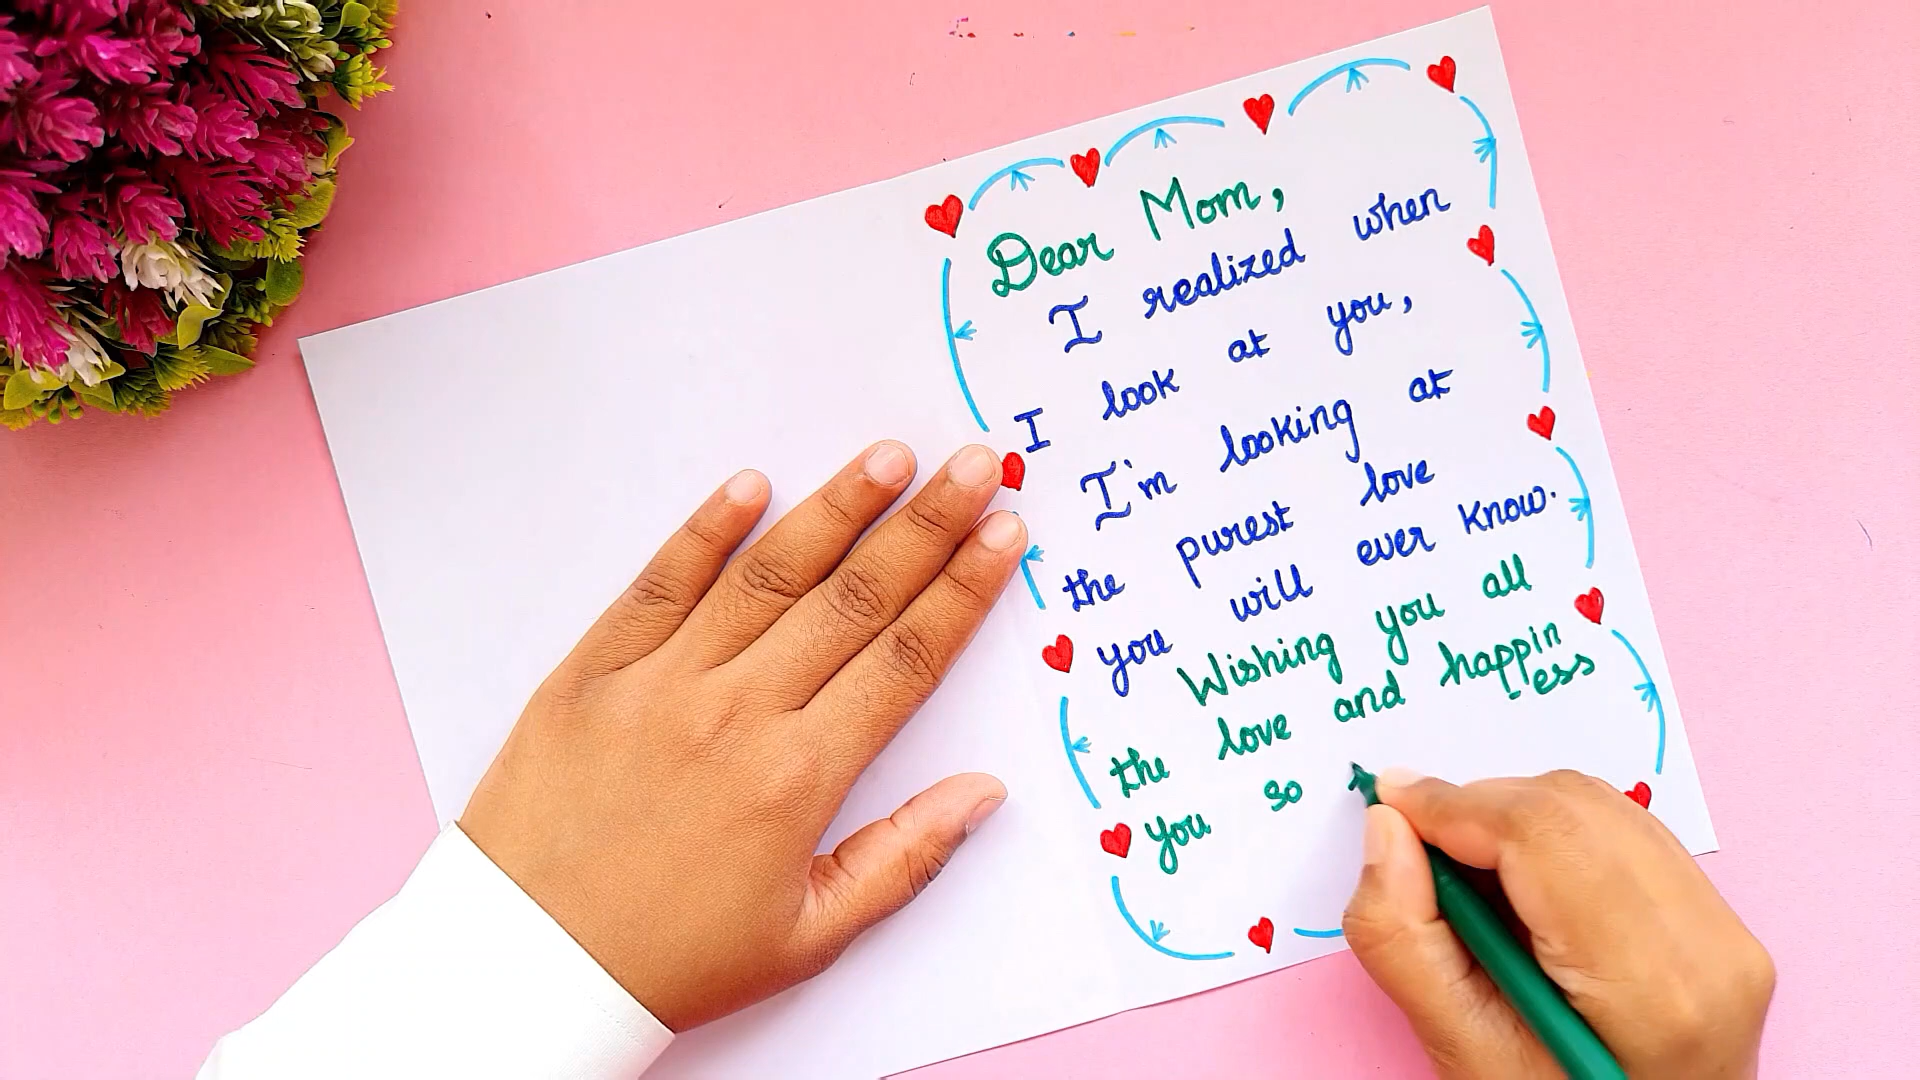 Dear Mom,
I realized when
I look at you,
I'm looking at
the purest love
you will ever know.
Wishing you all
the love and happin
-ess
you so